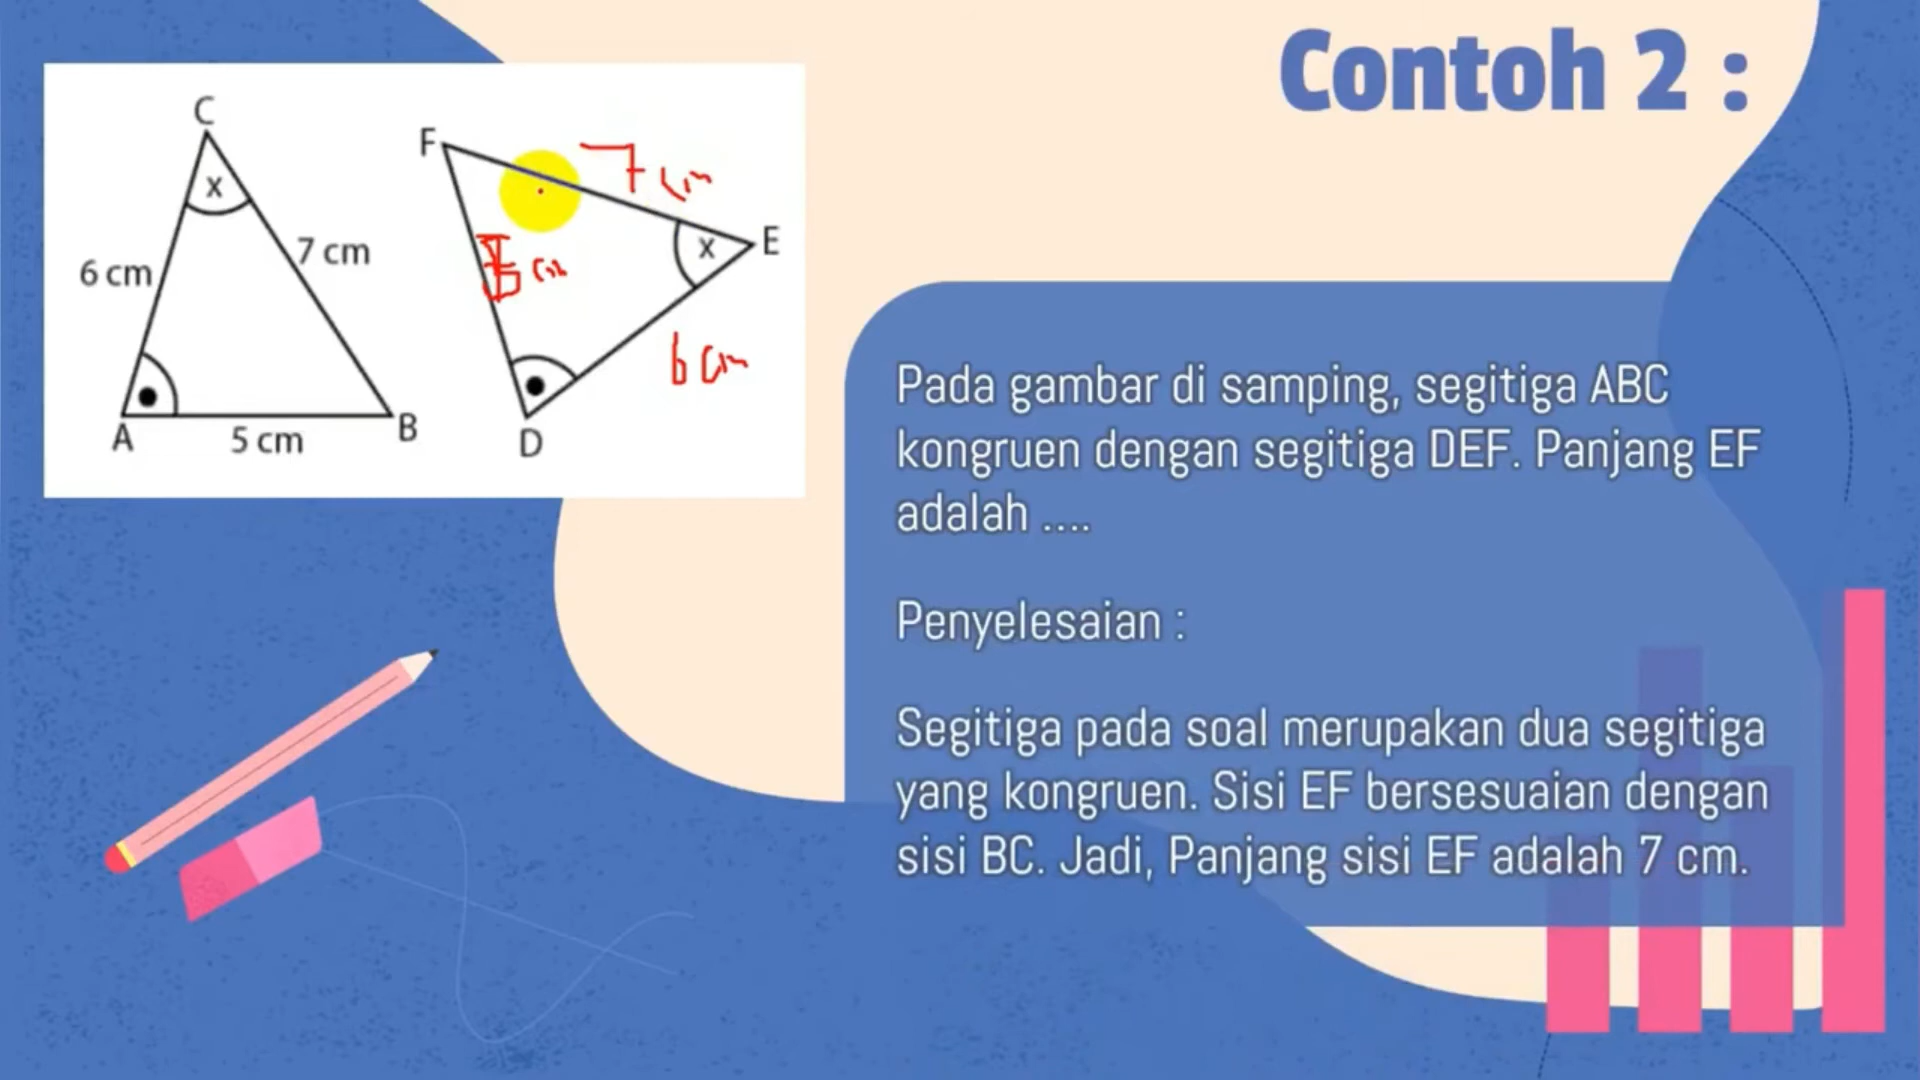 Contoh 2 :
C
x
6 cm
7 cm
A
5 cm
B
F
7 cm
x
E
5 cm
6 cm
D
Pada gambar di samping, segitiga ABC
kongruen dengan segitiga DEF. Panjang EF
adalah ....
Penyelesaian :
Segitiga pada soal merupakan dua segitiga
yang kongruen. Sisi EF bersesuaian dengan
sisi BC. Jadi, Panjang sisi EF adalah 7 cm.